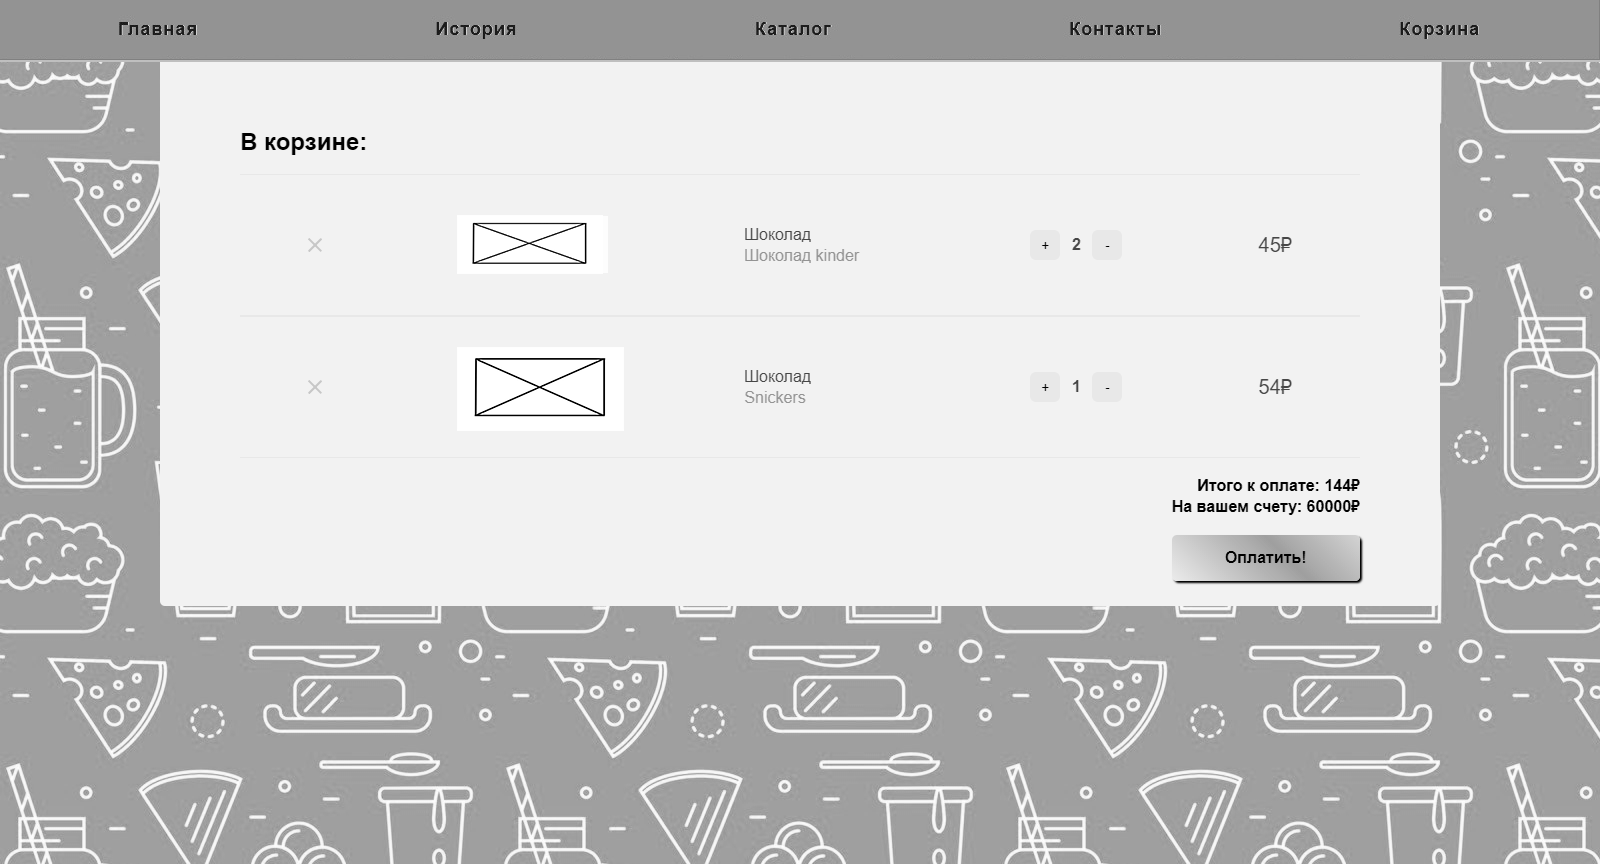 Главная История Каталог Контакты Корзина
В корзине:
Шоколад
Шоколад kinder
+ 2 - 45₽
Шоколад
Snickers
+ 1 - 54₽
Итого к оплате: 144₽
На вашем счету: 60000₽
Оплатить!